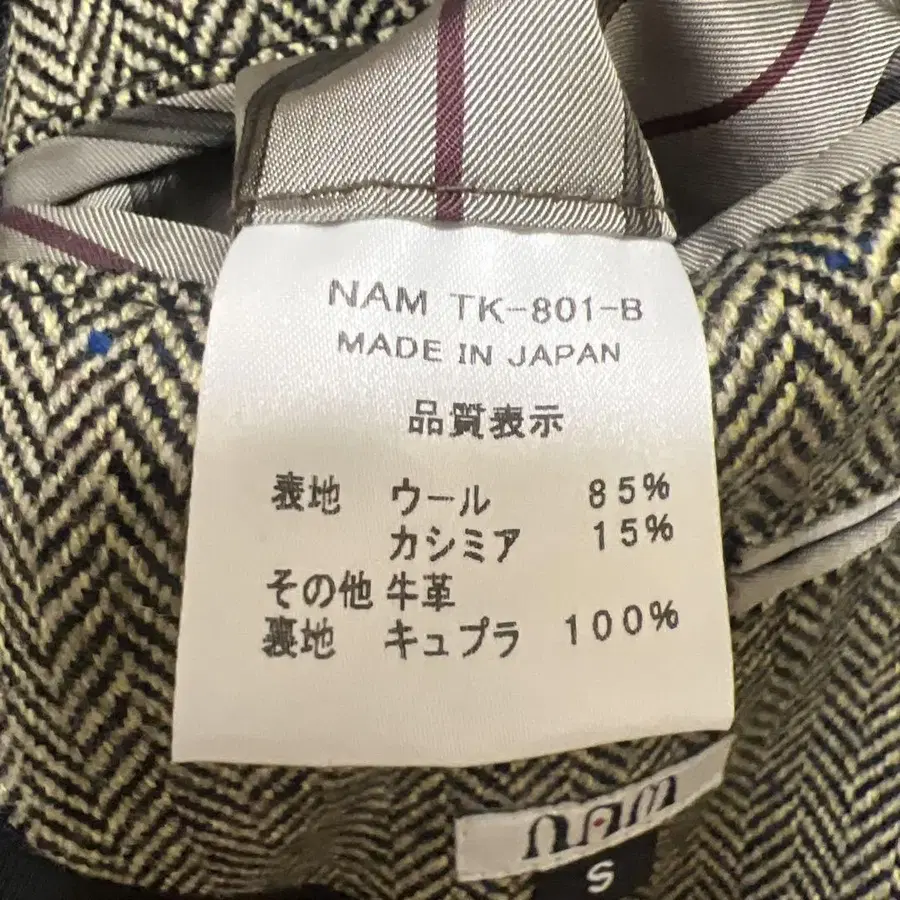 NAM TK-801-B
MADE IN JAPAN
品質表示
表地 ウール 85%
カシミア 15%
その他 牛革
裏地 キュプラ 100%
nAm
S